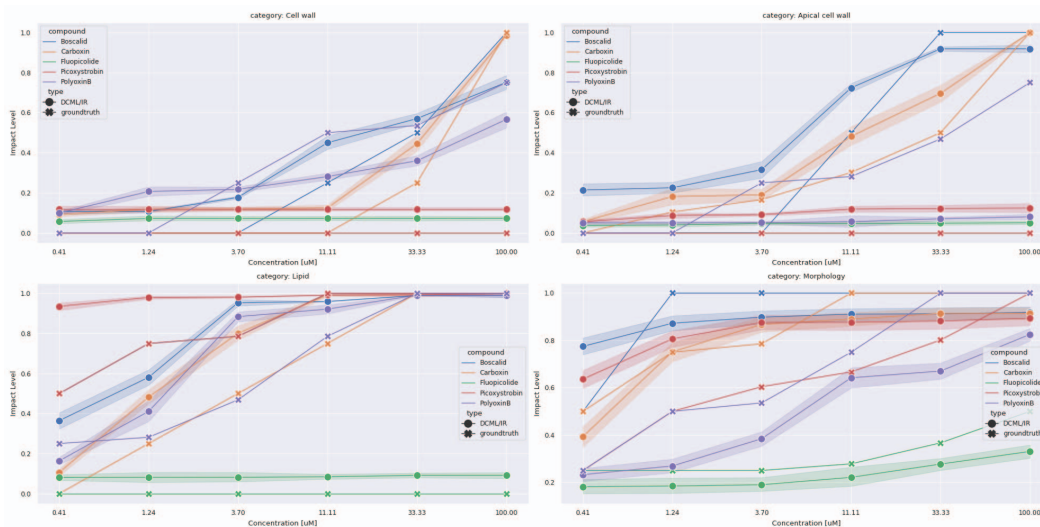 category: Cell wall
compound
Boscalid
Carboxin
Fluopicolide
Picoxystrobin
PolyoxinB
type
DCML/IR
groundtruth
Impact Level
1.0
0.8
0.6
0.4
0.2
0.0
0.41 1.24 3.70 11.11 33.33 100.00
Concentration [uM]
category: Apical cell wall
compound
Boscalid
Carboxin
Fluopicolide
Picoxystrobin
PolyoxinB
type
DCML/IR
groundtruth
Impact Level
1.0
0.8
0.6
0.4
0.2
0.0
0.41 1.24 3.70 11.11 33.33 100.00
Concentration [uM]
category: Lipid
Impact Level
1.0
0.8
0.6
0.4
0.2
0.0
compound
Boscalid
Carboxin
Fluopicolide
Picoxystrobin
PolyoxinB
type
DCML/IR
groundtruth
0.41 1.24 3.70 11.11 33.33 100.00
Concentration [uM]
category: Morphology
Impact Level
1.0
0.8
0.6
0.4
0.2
compound
Boscalid
Carboxin
Fluopicolide
Picoxystrobin
PolyoxinB
type
DCML/IR
groundtruth
0.41 1.24 3.70 11.11 33.33 100.00
Concentration [uM]